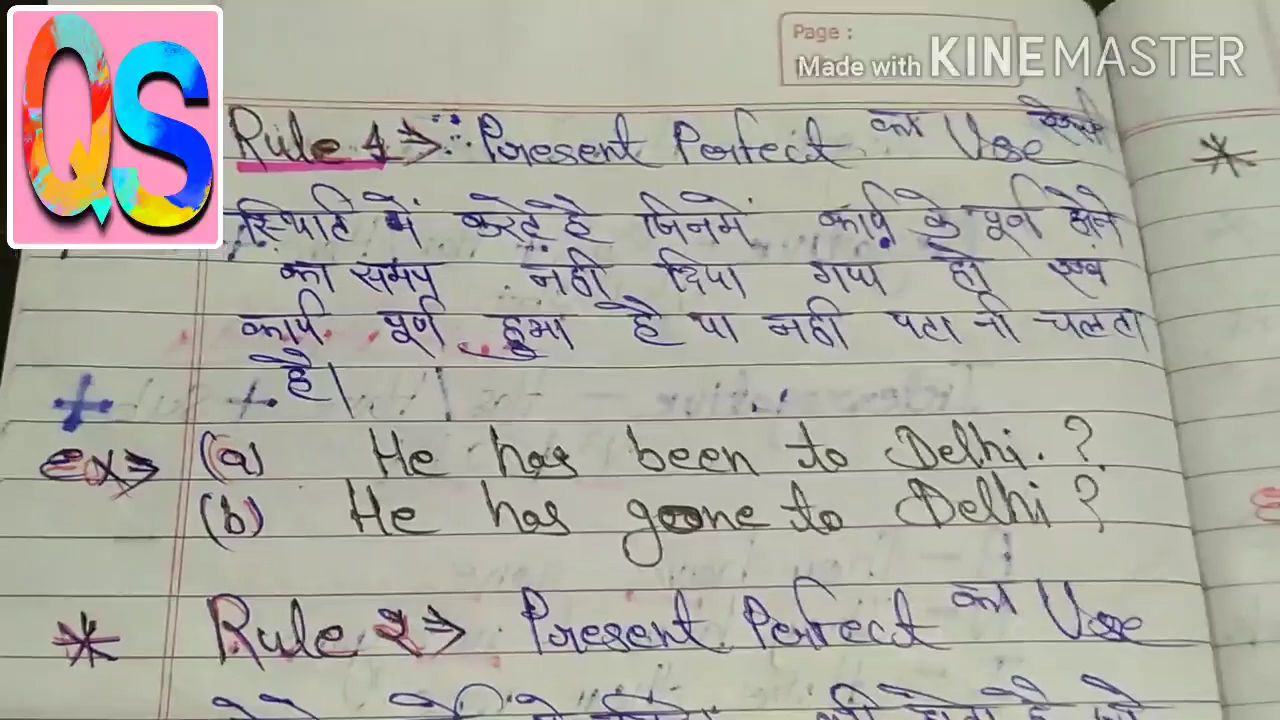 QS
Page :
Made with KINEMASTER
Rule 1 ⇒ Present Perfect का Use ऐसी
स्थिति में करते है जिनमें कार्य के पूर्ण होने
का समय नही दिया गया हो एवं
कार्य पूर्ण हुआ है या नही पता नी चलता
है।
ex⇒ (a) He has been to Delhi. ?
(b) He has gone to Delhi ?
* Rule 2 ⇒ Present Perfect का Use